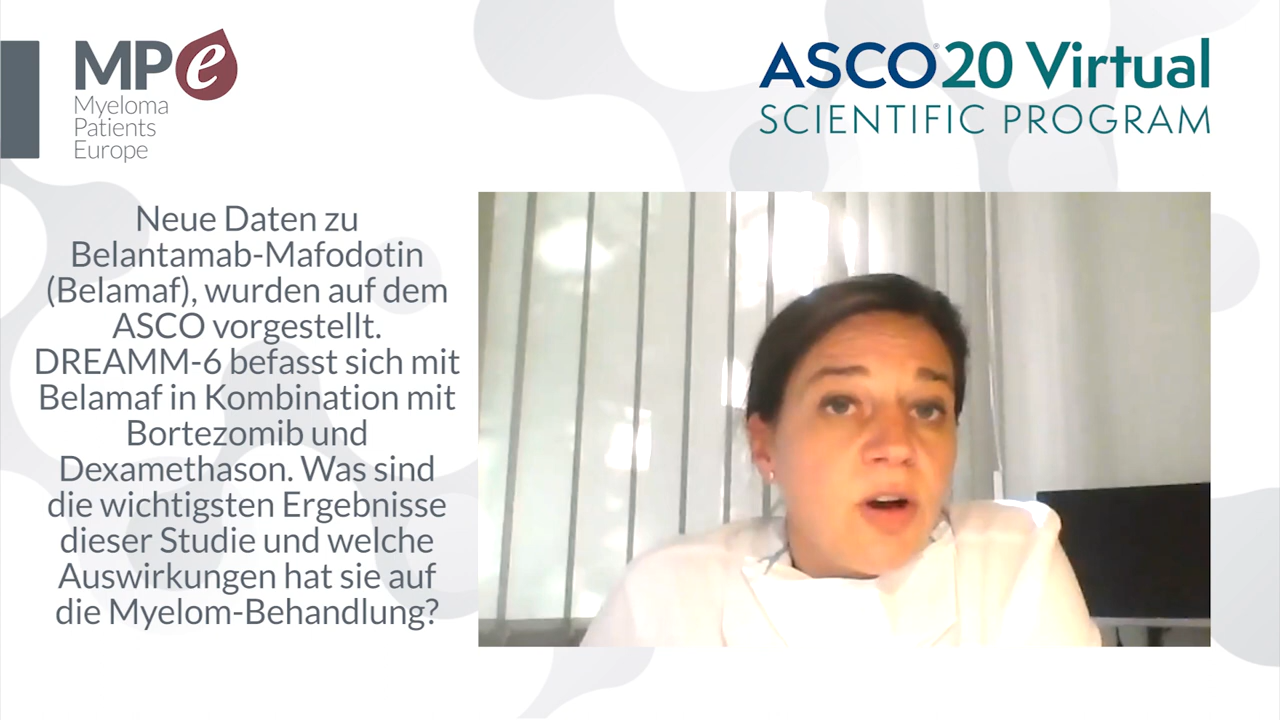 MPe
Myeloma
Patients
Europe
ASCO®20 Virtual
SCIENTIFIC PROGRAM
Neue Daten zu
Belantamab-Mafodotin
(Belamaf), wurden auf dem
ASCO vorgestellt.
DREAMM-6 befasst sich mit
Belamaf in Kombination mit
Bortezomib und
Dexamethason. Was sind
die wichtigsten Ergebnisse
dieser Studie und welche
Auswirkungen hat sie auf
die Myelom-Behandlung?